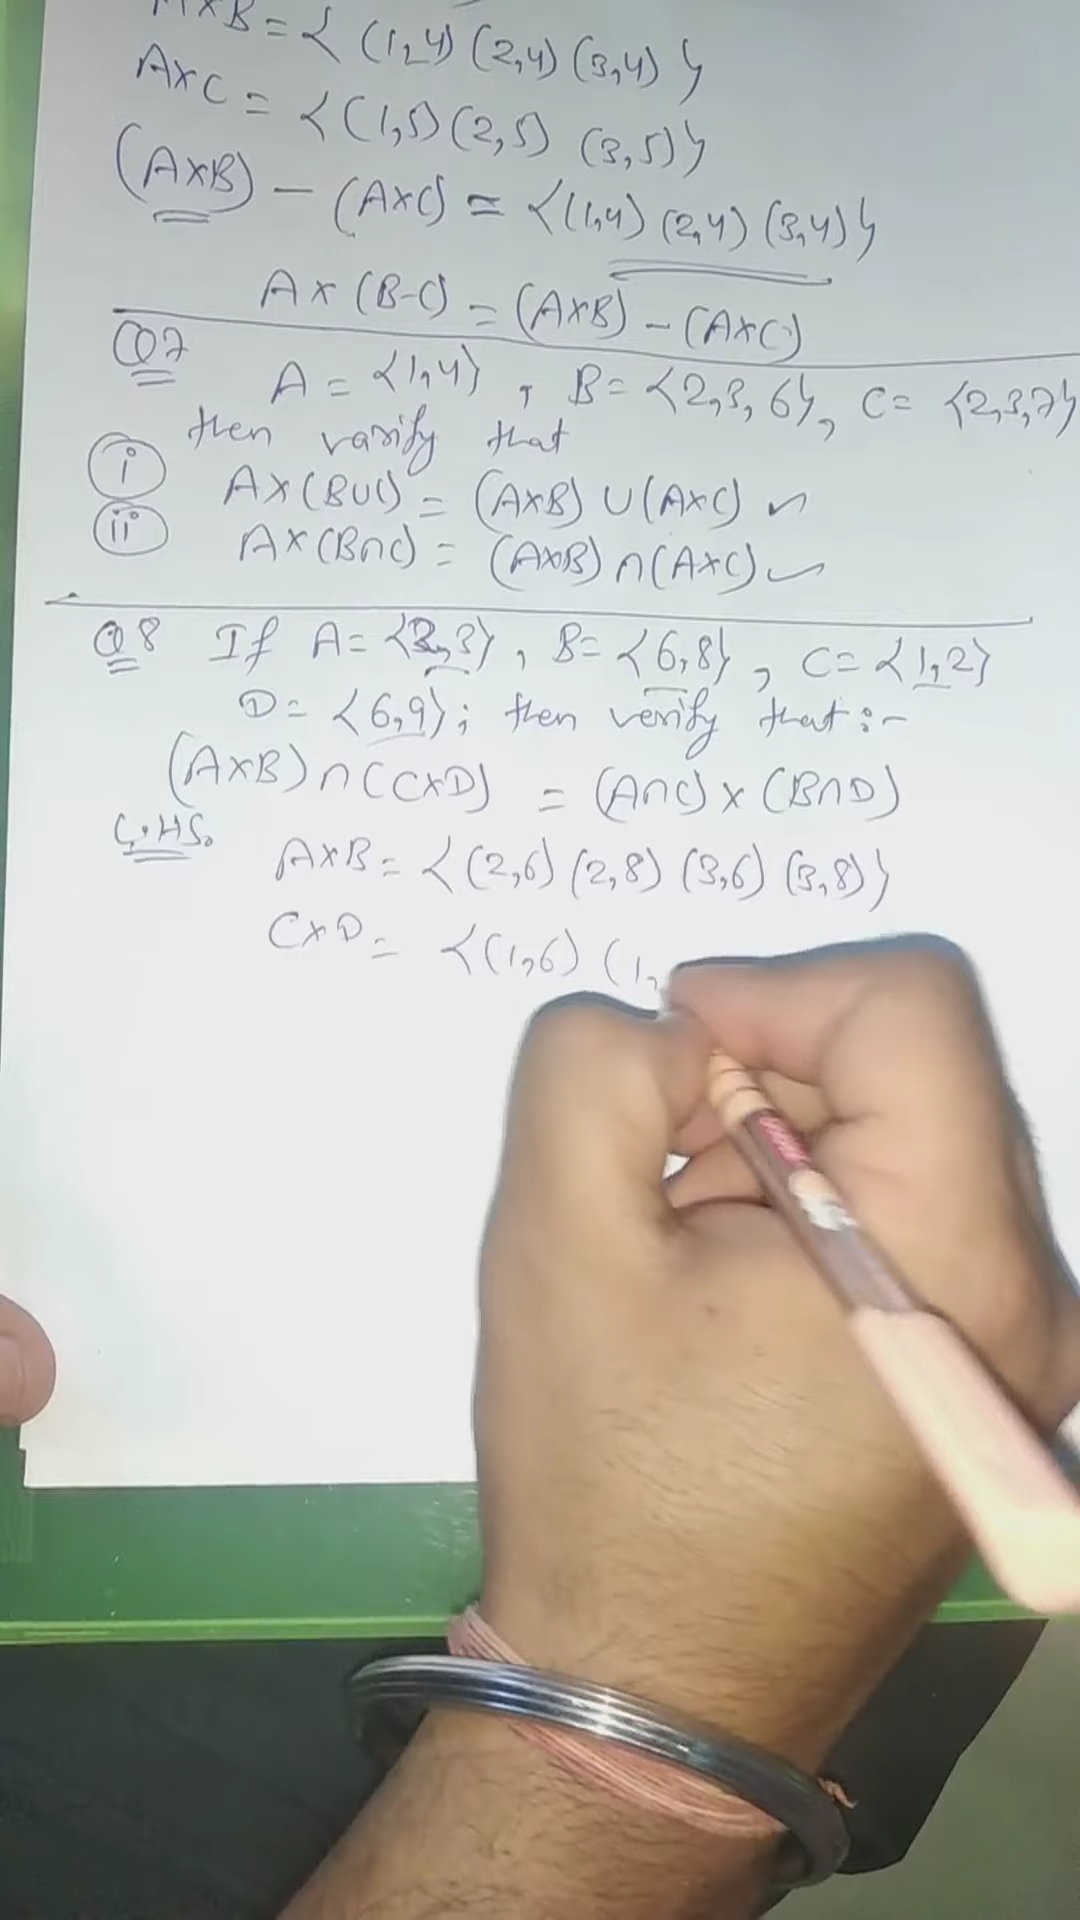 A×B = {(1,4) (2,4) (3,4)}
A×C = {(1,5) (2,5) (3,5)}
(A×B) - (A×C) = {(1,4) (2,4) (3,4)}
A×(B-C) = (A×B) - (A×C)
Q7 A = {1,4}, B = {2,3,6}, C = {2,3,7}
then varify that
(i) A×(B∪C) = (A×B) ∪ (A×C)
(ii) A×(B∩C) = (A×B) ∩ (A×C)
Q8 If A = {2,3}, B = {6,8}, C = {1,2}
D = {6,9}; then verify that :-
(A×B) ∩ (C×D) = (A∩C) × (B∩D)
L.HS.
A×B = {(2,6) (2,8) (3,6) (3,8)}
C×D = {(1,6) (1,